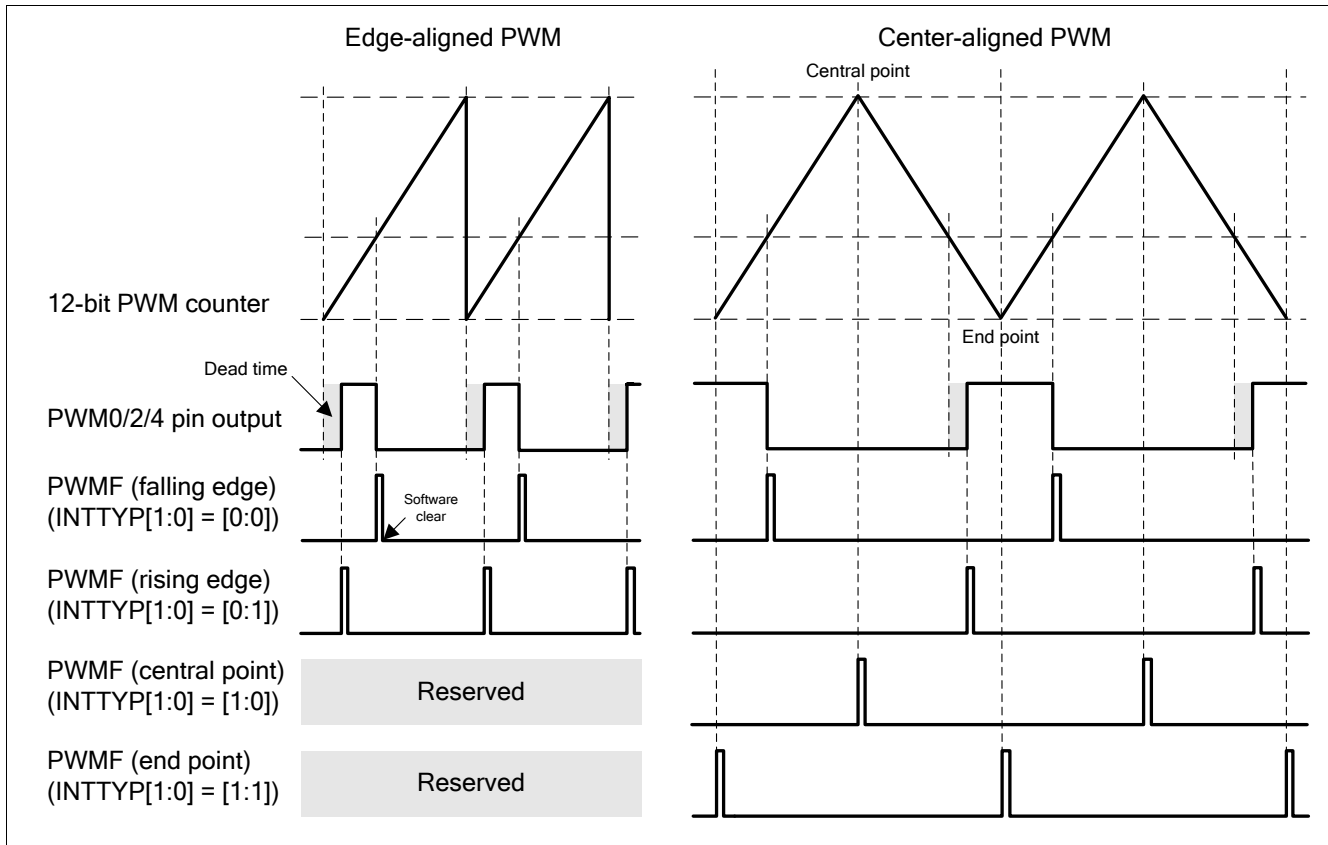 Edge-aligned PWM
Center-aligned PWM
Central point
12-bit PWM counter
End point
Dead time
PWM0/2/4 pin output
PWMF (falling edge)
(INTTYP[1:0] = [0:0])
Software
clear
PWMF (rising edge)
(INTTYP[1:0] = [0:1])
PWMF (central point)
(INTTYP[1:0] = [1:0])
Reserved
PWMF (end point)
(INTTYP[1:0] = [1:1])
Reserved